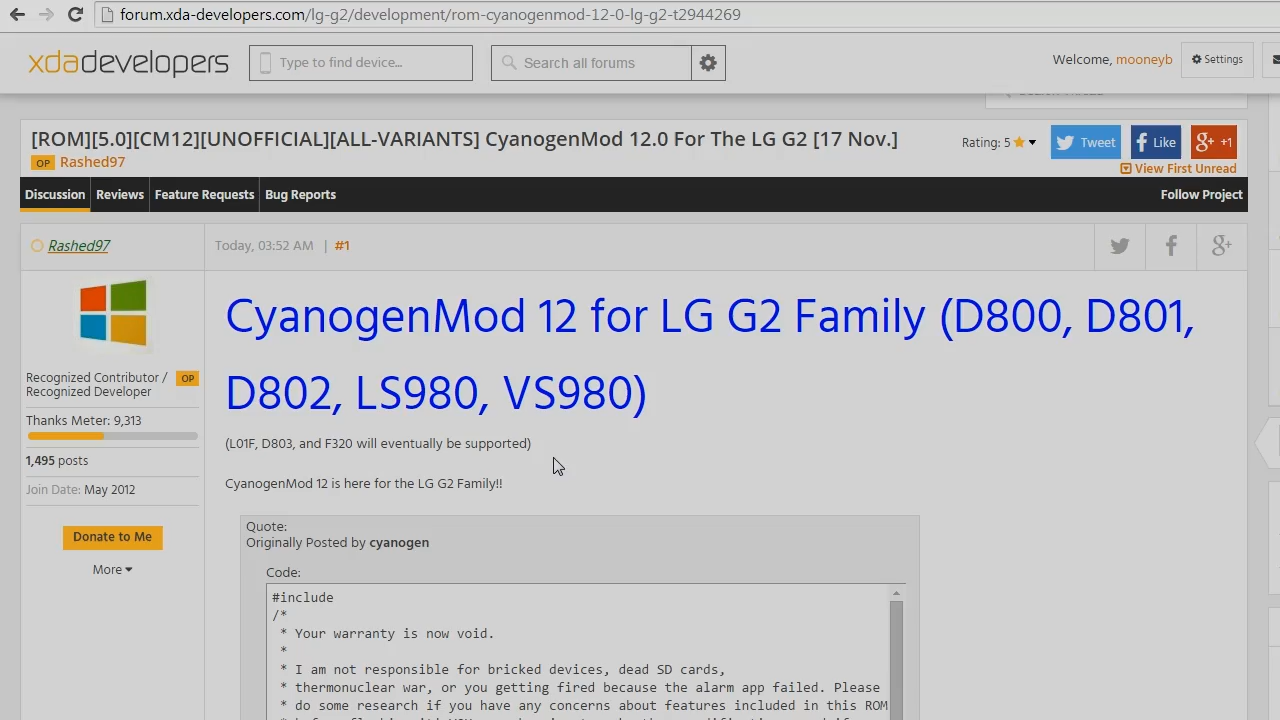 forum.xda-developers.com/lg-g2/development/rom-cyanogenmod-12-0-lg-g2-t2944269
xdadevelopers
Type to find device...
Search all forums
Welcome, mooneyb
Settings
[ROM][5.0][CM12][UNOFFICIAL][ALL-VARIANTS] CyanogenMod 12.0 For The LG G2 [17 Nov.]
OP Rashed97
Rating: 5
Tweet
Like
g+ +1
View First Unread
Discussion
Reviews
Feature Requests
Bug Reports
Follow Project
Rashed97
Today, 03:52 AM | #1
Recognized Contributor /
Recognized Developer
OP
Thanks Meter: 9,313
1,495 posts
Join Date: May 2012
Donate to Me
More
CyanogenMod 12 for LG G2 Family (D800, D801,
D802, LS980, VS980)
(L01F, D803, and F320 will eventually be supported)
CyanogenMod 12 is here for the LG G2 Family!!
Quote:
Originally Posted by cyanogen
Code:
#include
/*
* Your warranty is now void.
*
* I am not responsible for bricked devices, dead SD cards,
* thermonuclear war, or you getting fired because the alarm app failed. Please
* do some research if you have any concerns about features included in this ROM